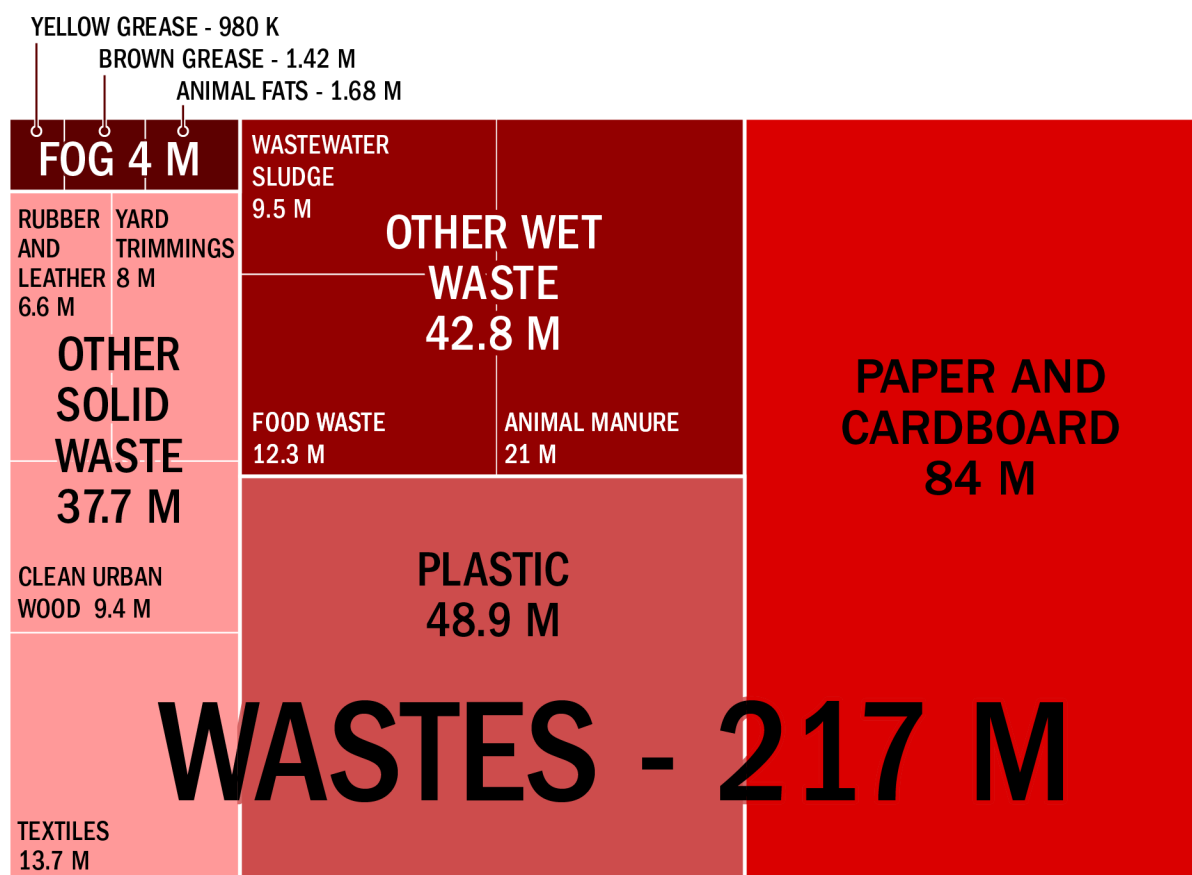 YELLOW GREASE - 980 K
BROWN GREASE - 1.42 M
ANIMAL FATS - 1.68 M
FOG 4 M
RUBBER
AND
LEATHER
6.6 M
YARD
TRIMMINGS
8 M
OTHER
SOLID
WASTE
37.7 M
CLEAN URBAN
WOOD 9.4 M
TEXTILES
13.7 M
WASTEWATER
SLUDGE
9.5 M
OTHER WET
WASTE
42.8 M
FOOD WASTE
12.3 M
ANIMAL MANURE
21 M
PLASTIC
48.9 M
PAPER AND
CARDBOARD
84 M
WASTES - 217 M